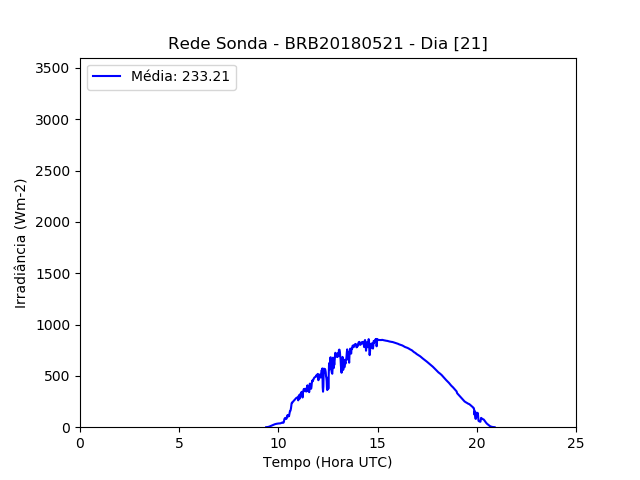 Rede Sonda - BRB20180521 - Dia [21]
Média: 233.21
3500
3000
2500
2000
1500
1000
500
0
Irradiância (Wm-2)
0 5 10 15 20 25
Tempo (Hora UTC)